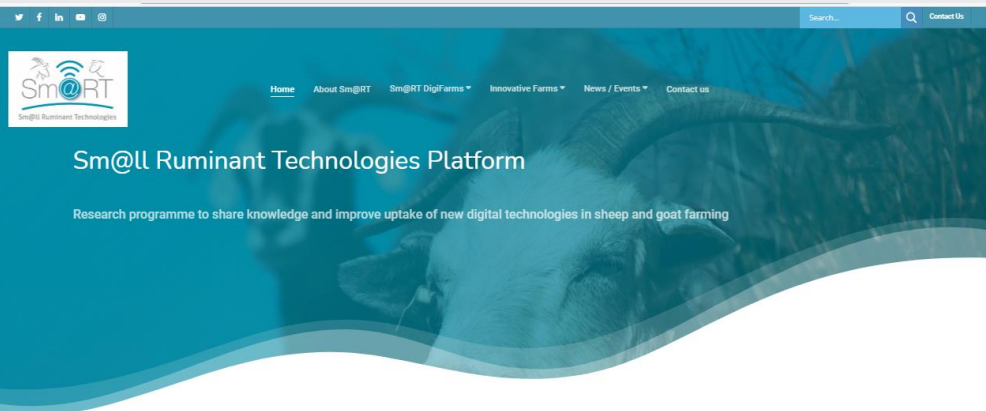 Search...
Contact Us
Sm@RT
Sm@ll Ruminant Technologies
Home
About Sm@RT
Sm@RT DigiFarms
Innovative Farms
News / Events
Contact us
Sm@ll Ruminant Technologies Platform
Research programme to share knowledge and improve uptake of new digital technologies in sheep and goat farming